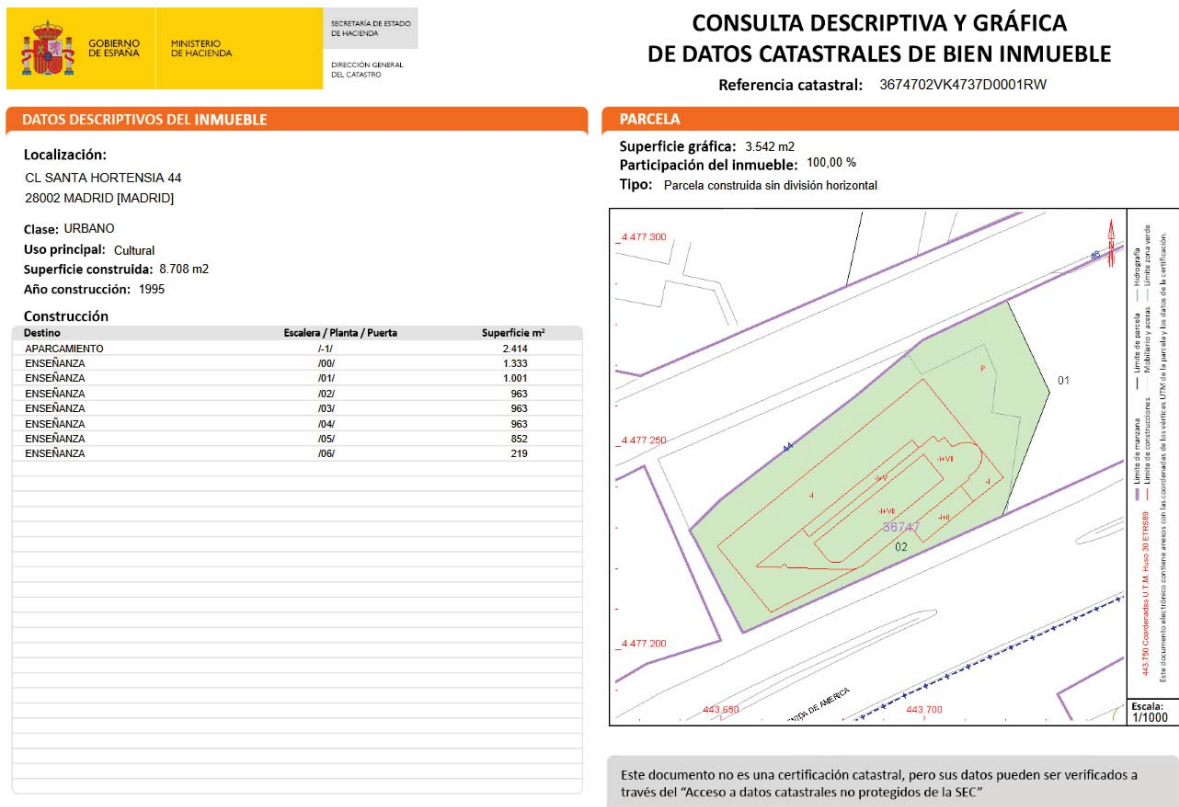 GOBIERNO
DE ESPAÑA
MINISTERIO
DE HACIENDA
SECRETARÍA DE ESTADO
DE HACIENDA
DIRECCIÓN GENERAL
DEL CATASTRO
CONSULTA DESCRIPTIVA Y GRÁFICA
DE DATOS CATASTRALES DE BIEN INMUEBLE
Referencia catastral: 3674702VK4737D0001RW
DATOS DESCRIPTIVOS DEL INMUEBLE
Localización:
CL SANTA HORTENSIA 44
28002 MADRID [MADRID]
Clase: URBANO
Uso principal: Cultural
Superficie construida: 8.708 m2
Año construcción: 1995
Construcción
Destino Escalera / Planta / Puerta Superficie m²
APARCAMIENTO /-1/ 2.414
ENSEÑANZA /00/ 1.333
ENSEÑANZA /01/ 1.001
ENSEÑANZA /02/ 963
ENSEÑANZA /03/ 963
ENSEÑANZA /04/ 963
ENSEÑANZA /05/ 852
ENSEÑANZA /06/ 219
PARCELA
Superficie gráfica: 3.542 m2
Participación del inmueble: 100,00 %
Tipo: Parcela construida sin división horizontal
4.477.300
P
01
4.477.250
44
-I+VII
-I+V
-I
-I
-I+VII
-I+II
36747
02
4.477.200
443.650
443.700
NIDA DE AMERICA
443.750 Coordenadas U.T.M. Huso 30 ETRS89
Límite de manzana
Límite de parcela
Límite de construcciones
Mobiliario y aceras
Hidrografía
Límite zona verde
Este documento electrónico contiene anexos con las coordenadas de los vértices UTM de la parcela y los datos de la certificación.
Escala:
1/1000
Este documento no es una certificación catastral, pero sus datos pueden ser verificados a
través del “Acceso a datos catastrales no protegidos de la SEC”